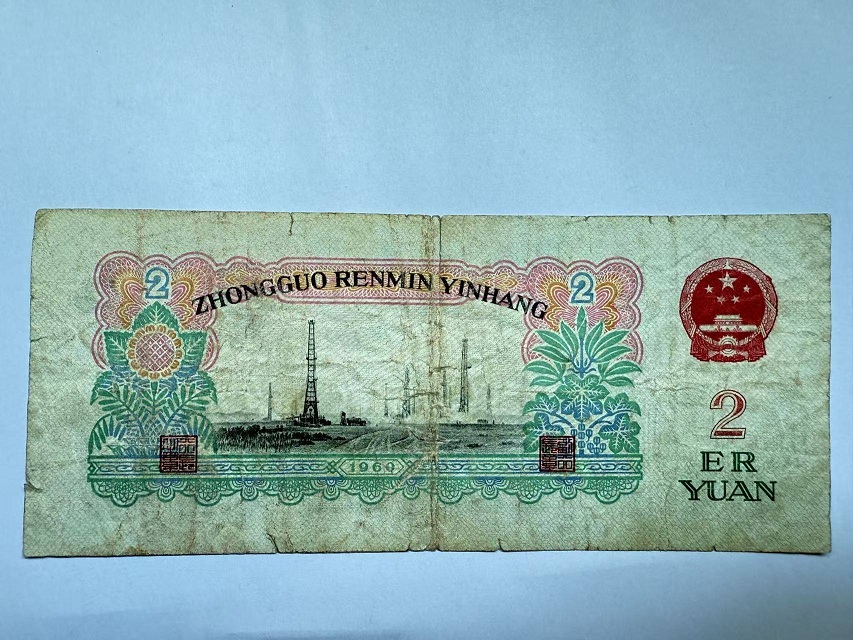 2
2
ZHONGGUO RENMIN YINHANG
1960
2
ER
YUAN